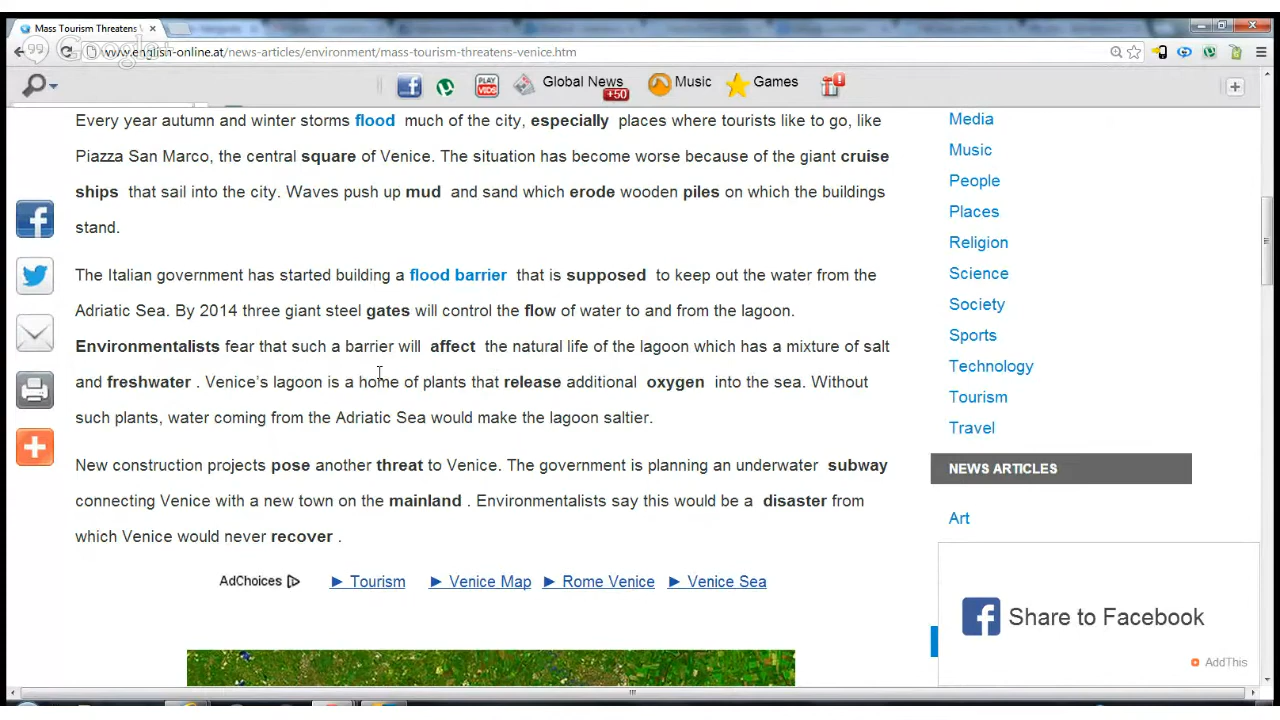 Mass Tourism Threatens
99 Google+
www.english-online.at/news-articles/environment/mass-tourism-threatens-venice.htm
PLAY VIDS
Global News
+50
Music
Games
Every year autumn and winter storms flood much of the city, especially places where tourists like to go, like
Piazza San Marco, the central square of Venice. The situation has become worse because of the giant cruise
ships that sail into the city. Waves push up mud and sand which erode wooden piles on which the buildings
stand.
The Italian government has started building a flood barrier that is supposed to keep out the water from the
Adriatic Sea. By 2014 three giant steel gates will control the flow of water to and from the lagoon.
Environmentalists fear that such a barrier will affect the natural life of the lagoon which has a mixture of salt
and freshwater . Venice's lagoon is a home of plants that release additional oxygen into the sea. Without
such plants, water coming from the Adriatic Sea would make the lagoon saltier.
New construction projects pose another threat to Venice. The government is planning an underwater subway
connecting Venice with a new town on the mainland . Environmentalists say this would be a disaster from
which Venice would never recover .
AdChoices
► Tourism
► Venice Map
► Rome Venice
► Venice Sea
Media
Music
People
Places
Religion
Science
Society
Sports
Technology
Tourism
Travel
NEWS ARTICLES
Art
Share to Facebook
AddThis